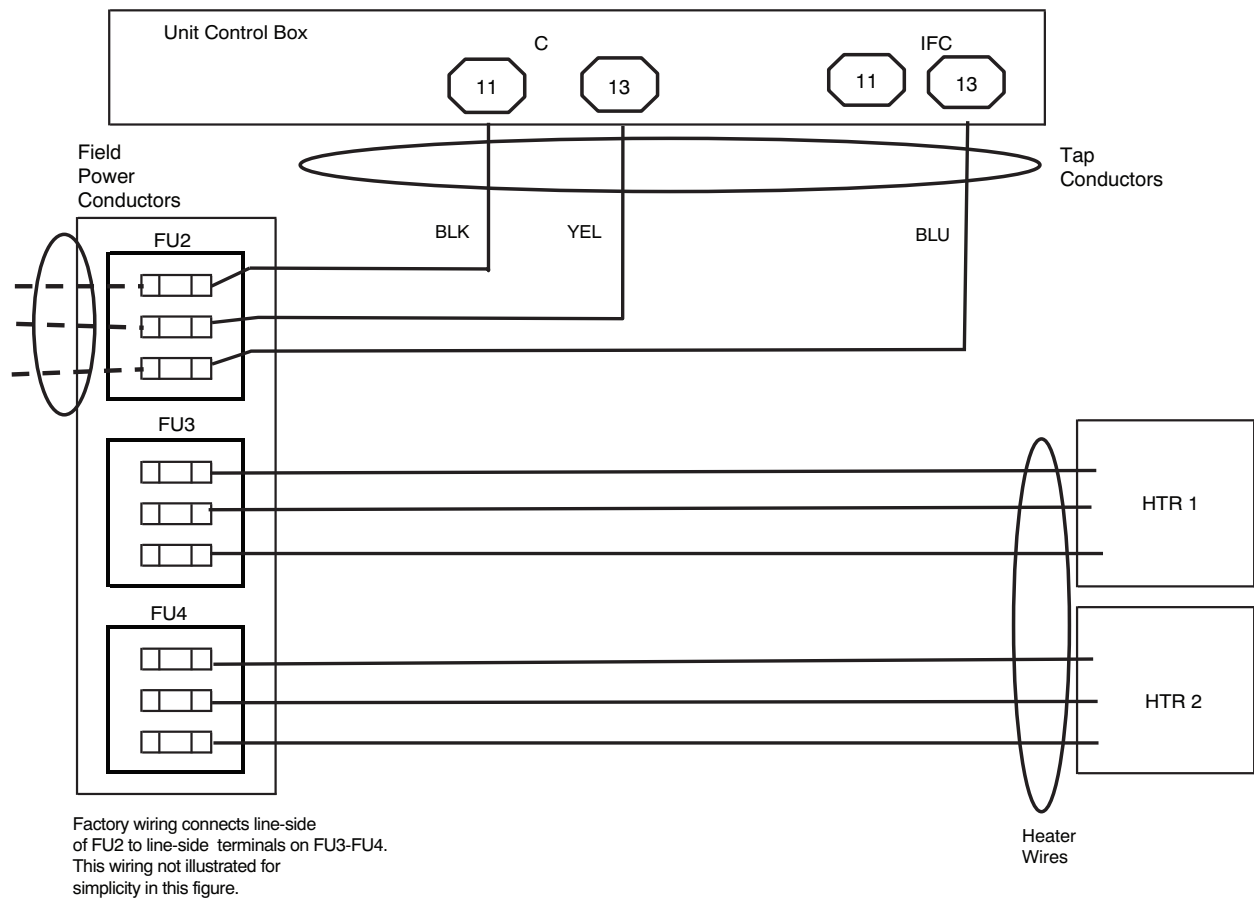 Unit Control Box
C
IFC
11
13
11
13
Field
Power
Conductors
Tap
Conductors
BLK
YEL
BLU
FU2
FU3
HTR 1
FU4
HTR 2
Factory wiring connects line-side
of FU2 to line-side terminals on FU3-FU4.
This wiring not illustrated for
simplicity in this figure.
Heater
Wires